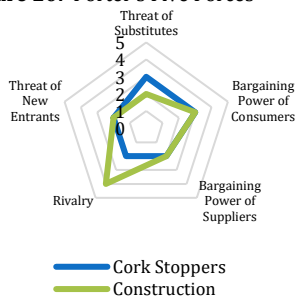 Threat of
Substitutes
5
4
3
2
1
0
Threat of
New
Entrants
Bargaining
Power of
Consumers
Rivalry
Bargaining
Power of
Suppliers
Cork Stoppers
Construction